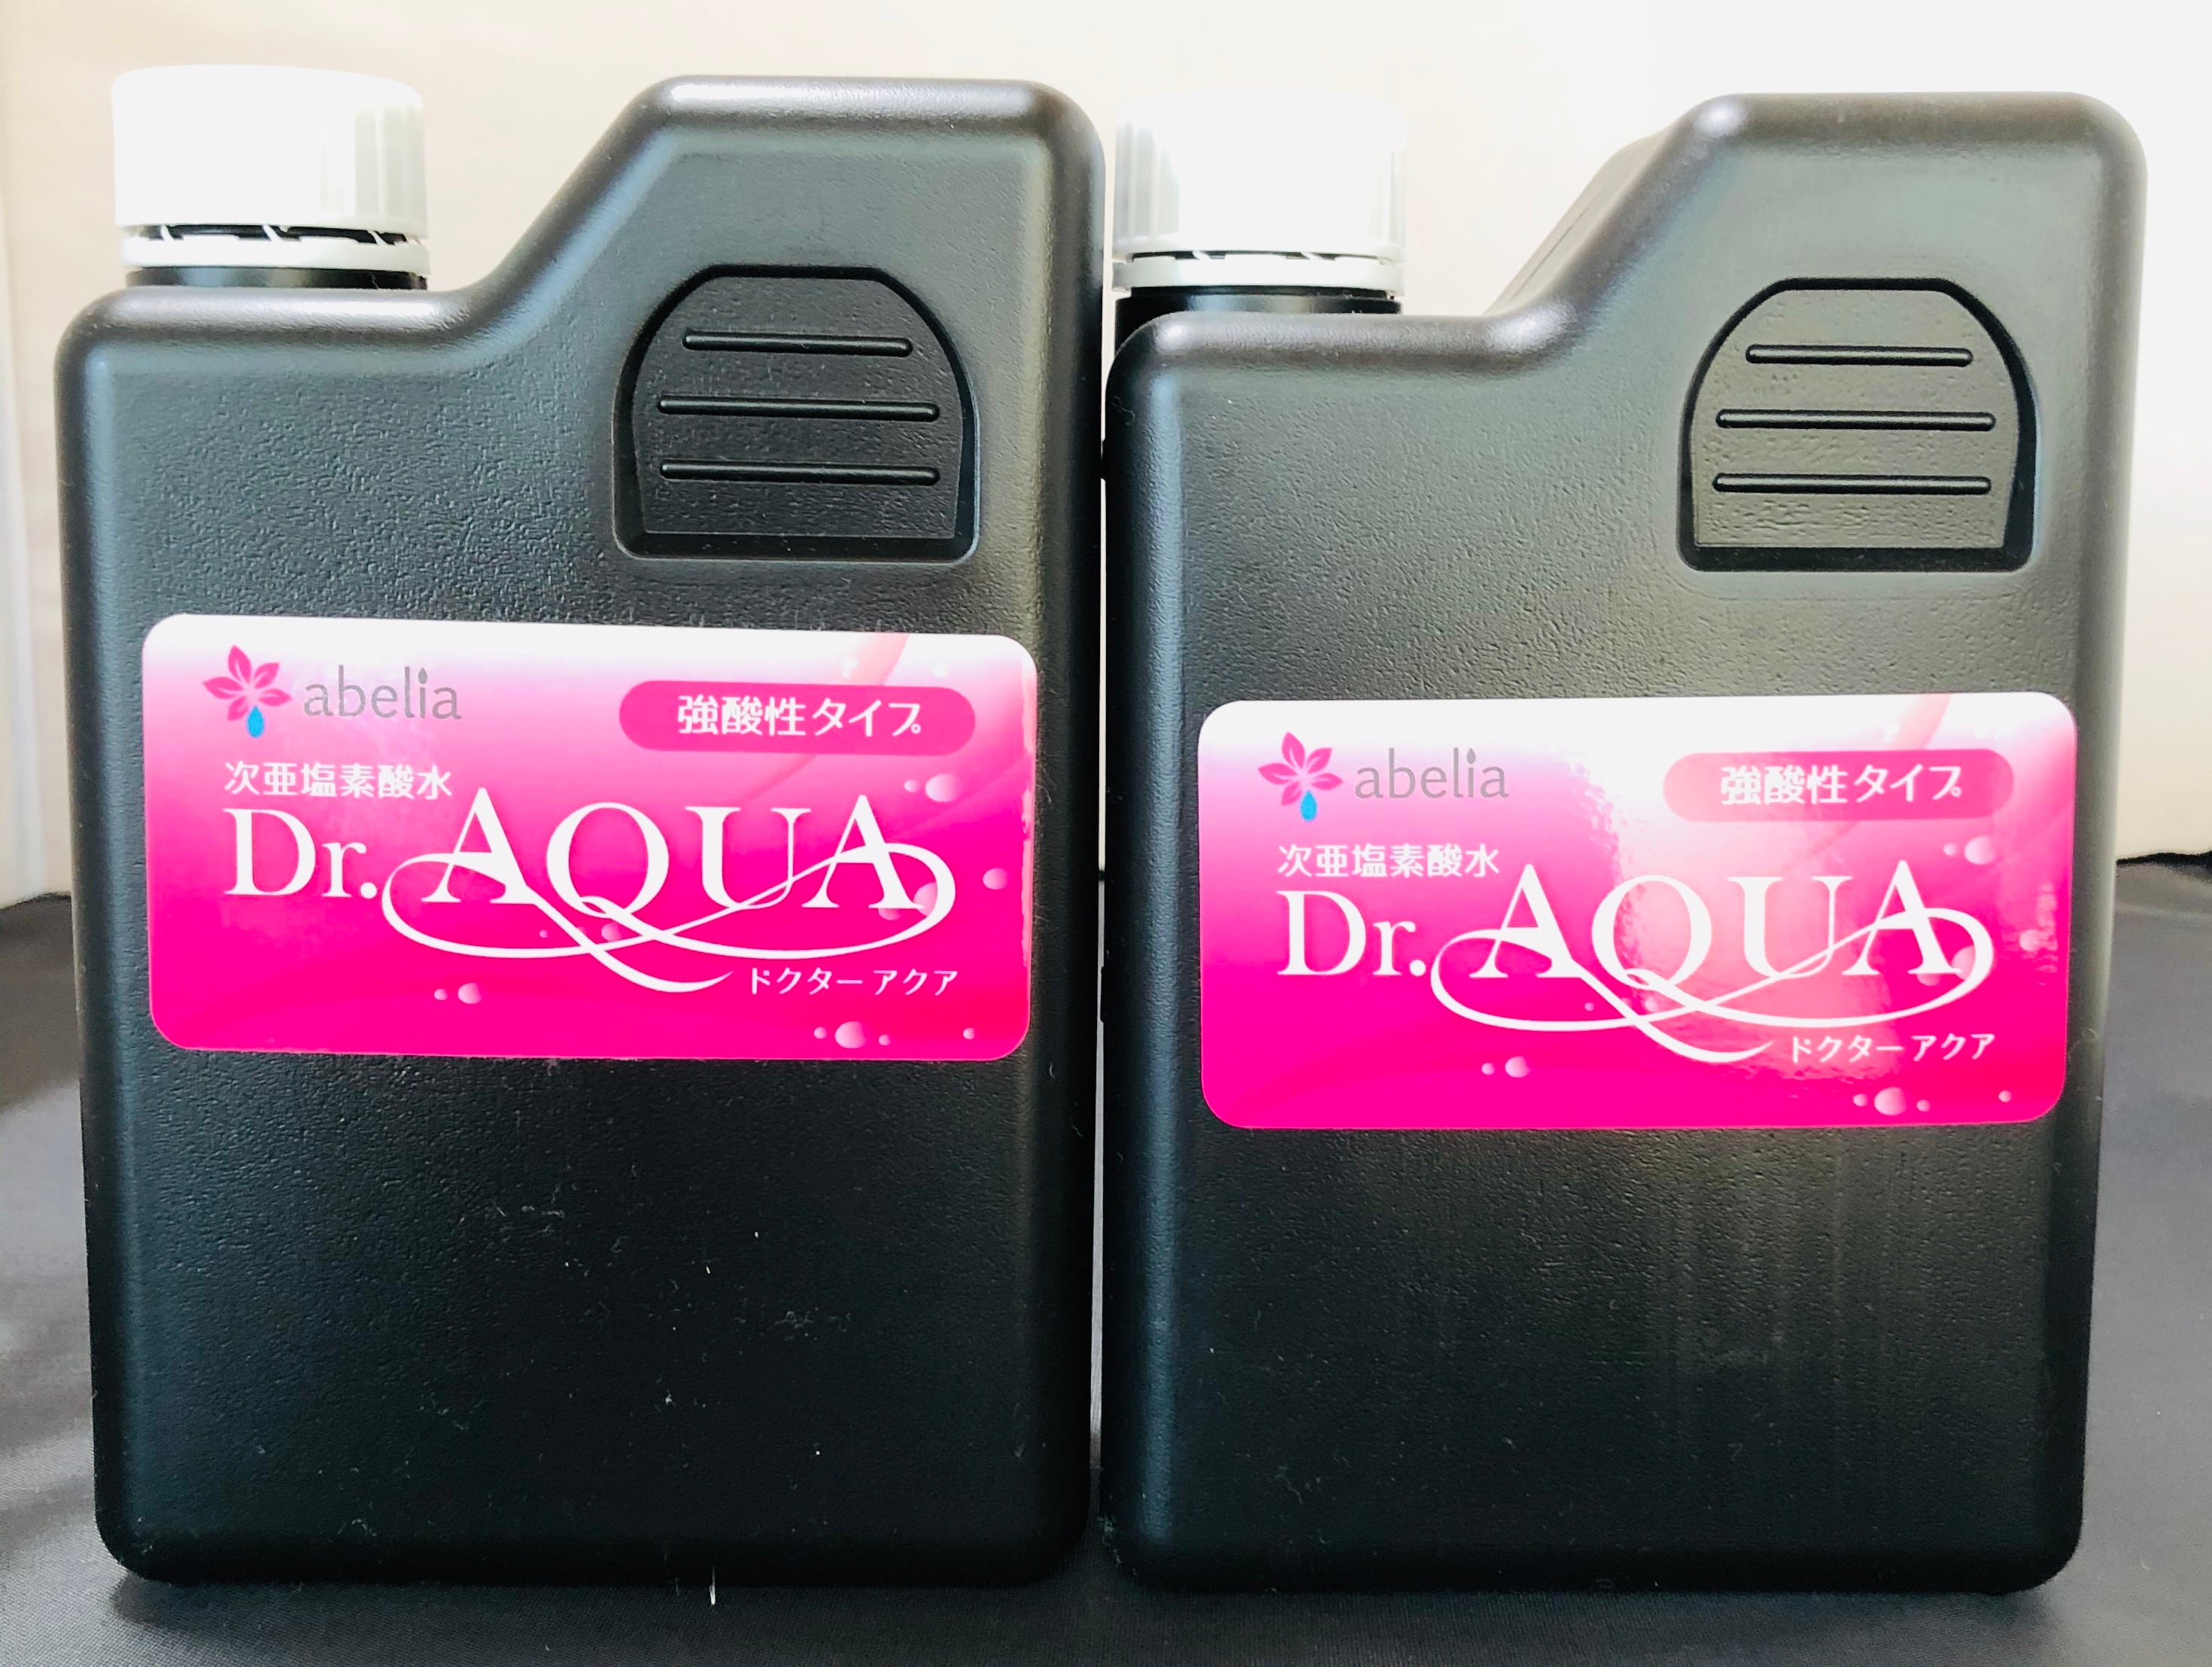 abelia
強酸性タイプ
次亜塩素酸水
Dr. AQUA
ドクターアクア
abelia
強酸性タイプ
次亜塩素酸水
Dr. AQUA
ドクターアクア